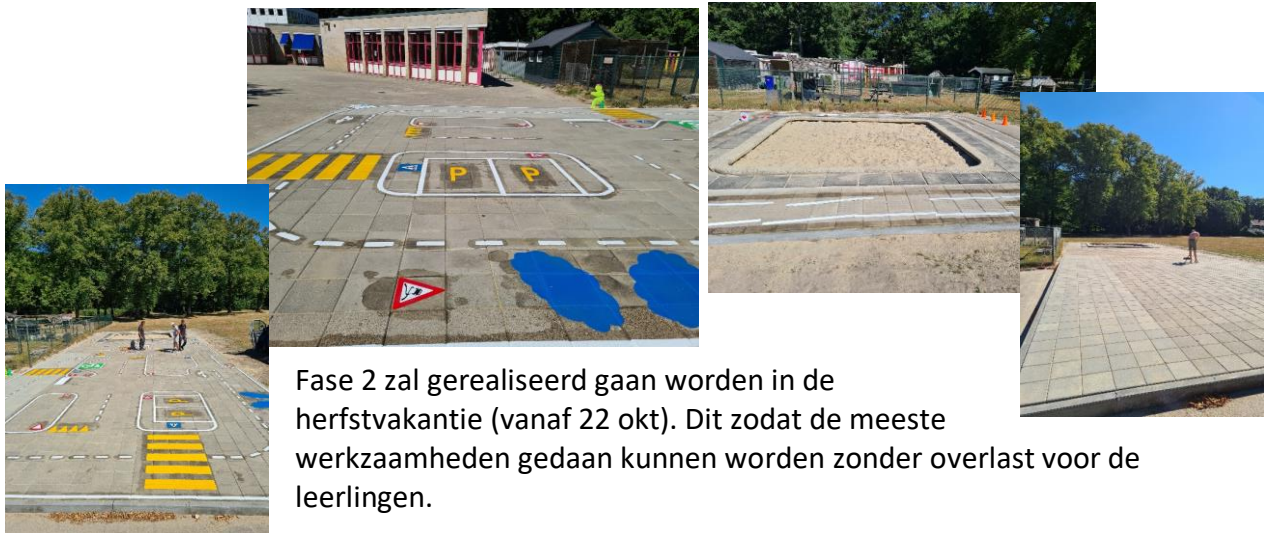 P P
Fase 2 zal gerealiseerd gaan worden in de
herfstvakantie (vanaf 22 okt). Dit zodat de meeste
werkzaamheden gedaan kunnen worden zonder overlast voor de
leerlingen.